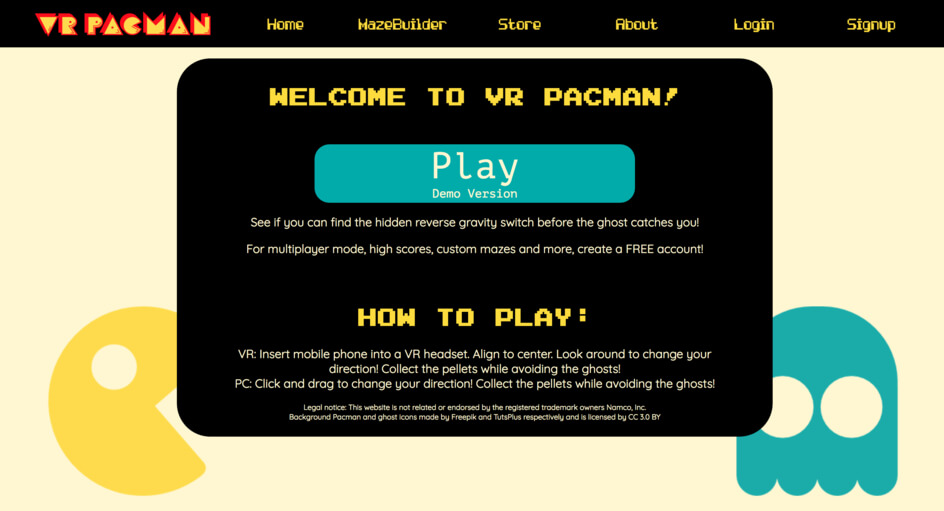 VR PACMAN Home MazeBuilder Store About Login Signup
WELCOME TO VR PACMAN!
Play
Demo Version
See if you can find the hidden reverse gravity switch before the ghost catches you!
For multiplayer mode, high scores, custom mazes and more, create a FREE account!
HOW TO PLAY:
VR: Insert mobile phone into a VR headset. Align to center. Look around to change your
direction! Collect the pellets while avoiding the ghosts!
PC: Click and drag to change your direction! Collect the pellets while avoiding the ghosts!
Legal notice: This website is not related or endorsed by the registered trademark owners Namco, Inc.
Background Pacman and ghost icons made by Freepik and TutsPlus respectively and is licensed by CC 3.0 BY